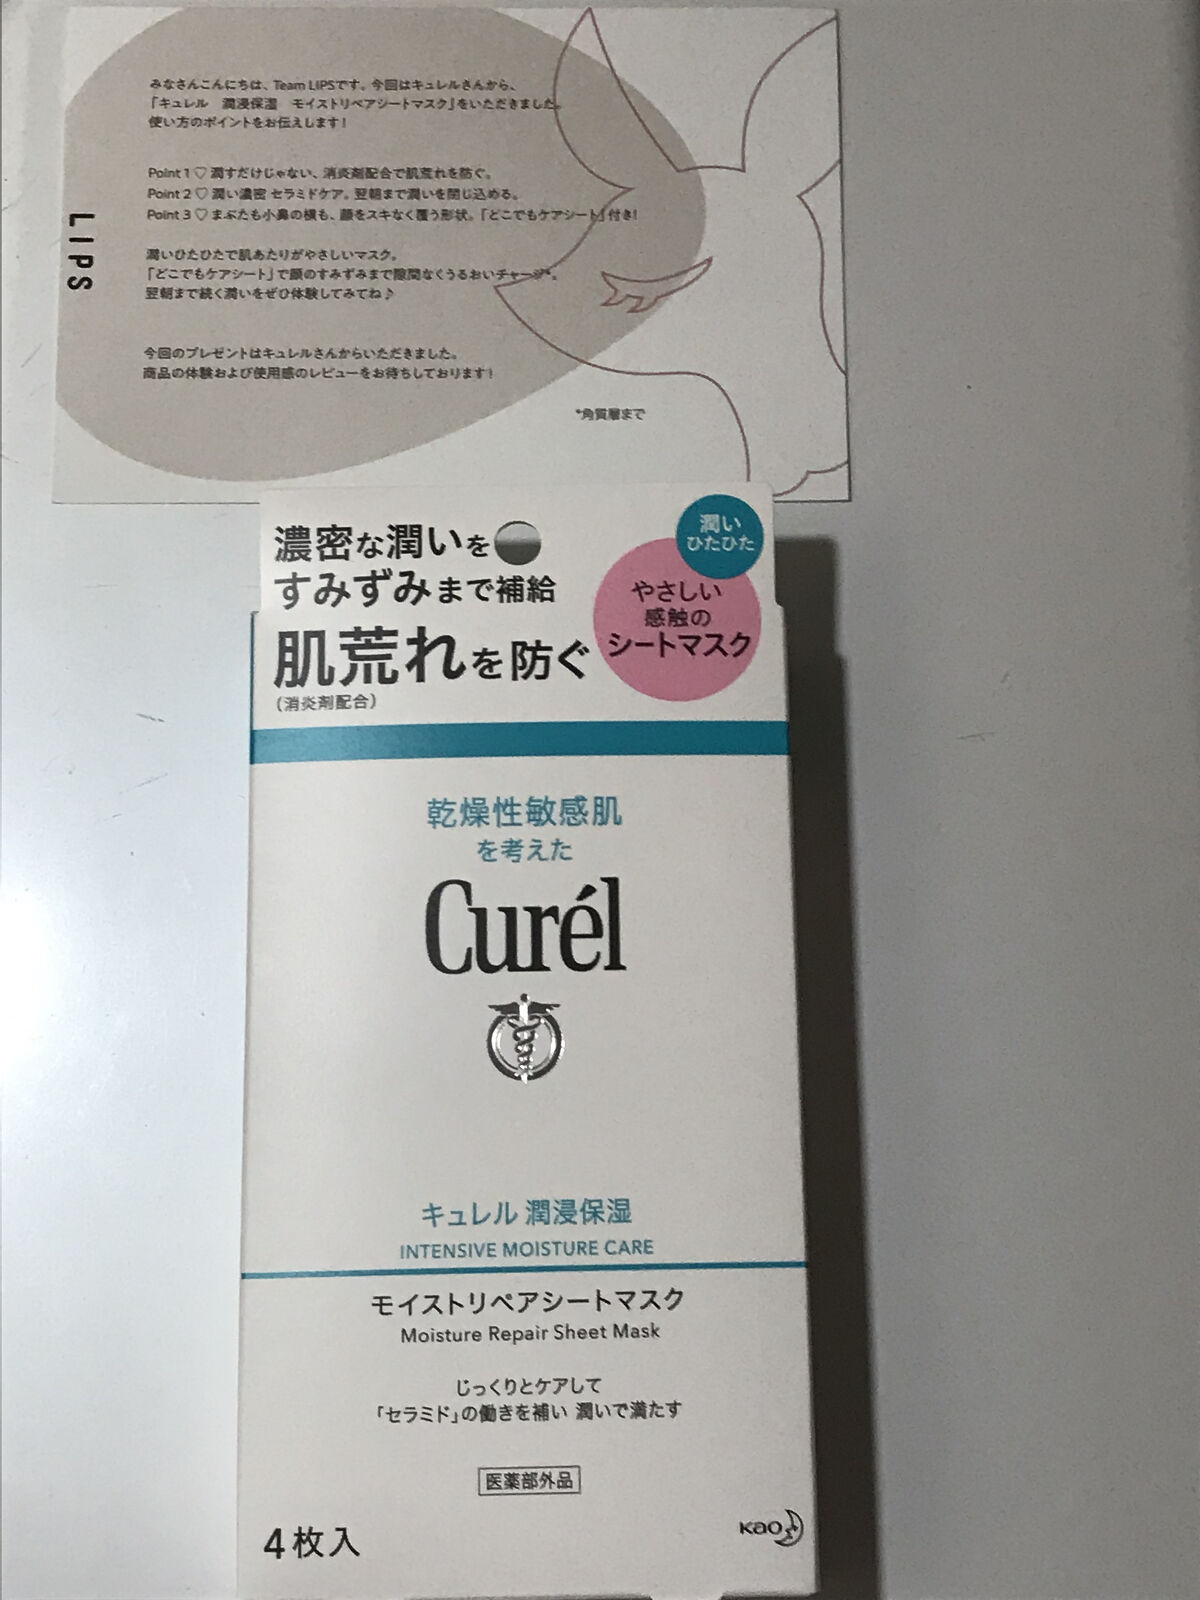 みなさんこんにちは、Team LIPSです。今回はキュレルさんから、
「キュレル 潤浸保湿 モイストリペアシートマスク」をいただきました。
使い方のポイントをお伝えします！
Point 1 ♡ 潤すだけじゃない、消炎剤配合で肌荒れを防ぐ。
Point 2 ♡ 潤い濃密 セラミドケア。翌朝まで潤いを閉じ込める。
Point 3 ♡ まぶたも小鼻の横も、顔をスキなく覆う形状。「どこでもケアシート」付き!
LIPS
潤いひたひたで肌あたりがやさしいマスク。
「どこでもケアシート」で顔のすみずみまで隙間なくうるおいチャージ*。
翌朝まで続く潤いをぜひ体験してみてね♪
今回のプレゼントはキュレルさんからいただきました。
商品の体験および使用感のレビューをお待ちしております！
*角質層まで
濃密な潤いを
すみずみまで補給
肌荒れを防ぐ
(消炎剤配合)
潤い
ひたひた
やさしい
感触の
シートマスク
乾燥性敏感肌
を考えた
Curél
キュレル 潤浸保湿
INTENSIVE MOISTURE CARE
モイストリペアシートマスク
Moisture Repair Sheet Mask
じっくりとケアして
「セラミド」の働きを補い 潤いで満たす
医薬部外品
4枚入
Kao